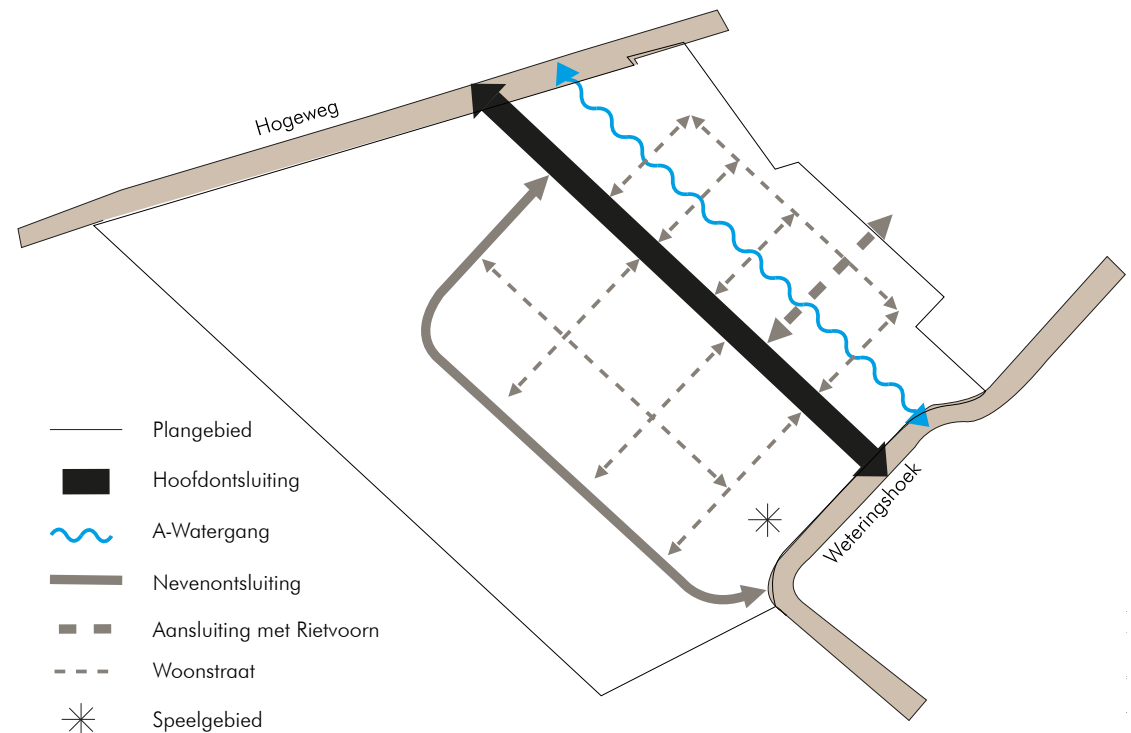 Hogeweg
Weteringshoek
Plangebied
Hoofdontsluiting
A-Watergang
Nevenontsluiting
Aansluiting met Rietvoorn
Woonstraat
Speelgebied